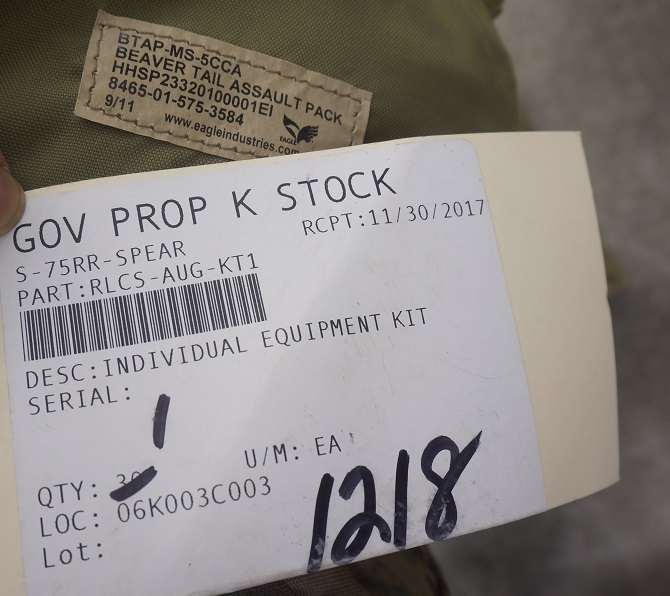 BTAP-MS-5CCA
BEAVER TAIL ASSAULT PACK
HHSP23320100001EI
8465-01-575-3584
9/11
EAGLE
www.eagleindustries.com
GOV PROP K STOCK
RCPT:11/30/2017
S-75RR-SPEAR
PART:RLCS-AUG-KT1
DESC:INDIVIDUAL EQUIPMENT KIT
SERIAL:
1
QTY: 30 U/M: EA
LOC: 06K003C003
Lot:
1218